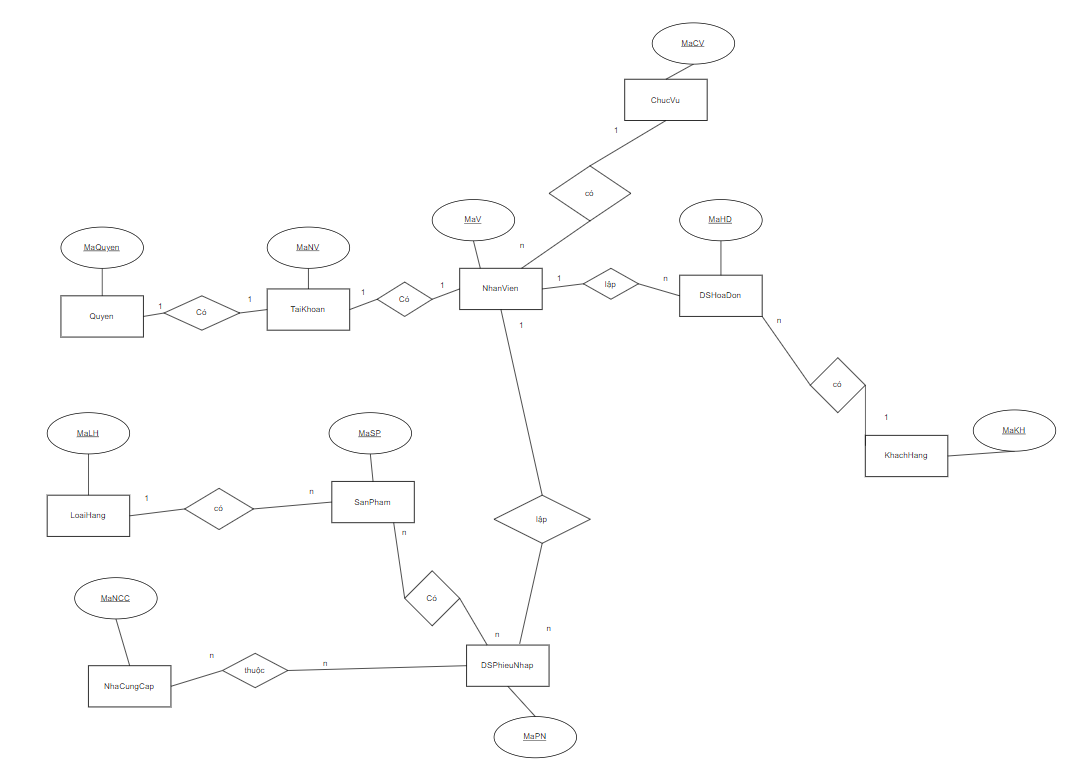 MaCV
ChucVu
1
có
n
MaV
MaHD
MaQuyen
MaNV
NhanVien
1
lập
n
DSHoaDon
Quyen
1
Có
1
TaiKhoan
1
Có
1
1
n
có
1
KhachHang
MaKH
MaLH
MaSP
LoaiHang
1
có
n
SanPham
n
lập
Có
n
n
MaNCC
NhaCungCap
n
thuộc
n
DSPhieuNhap
MaPN